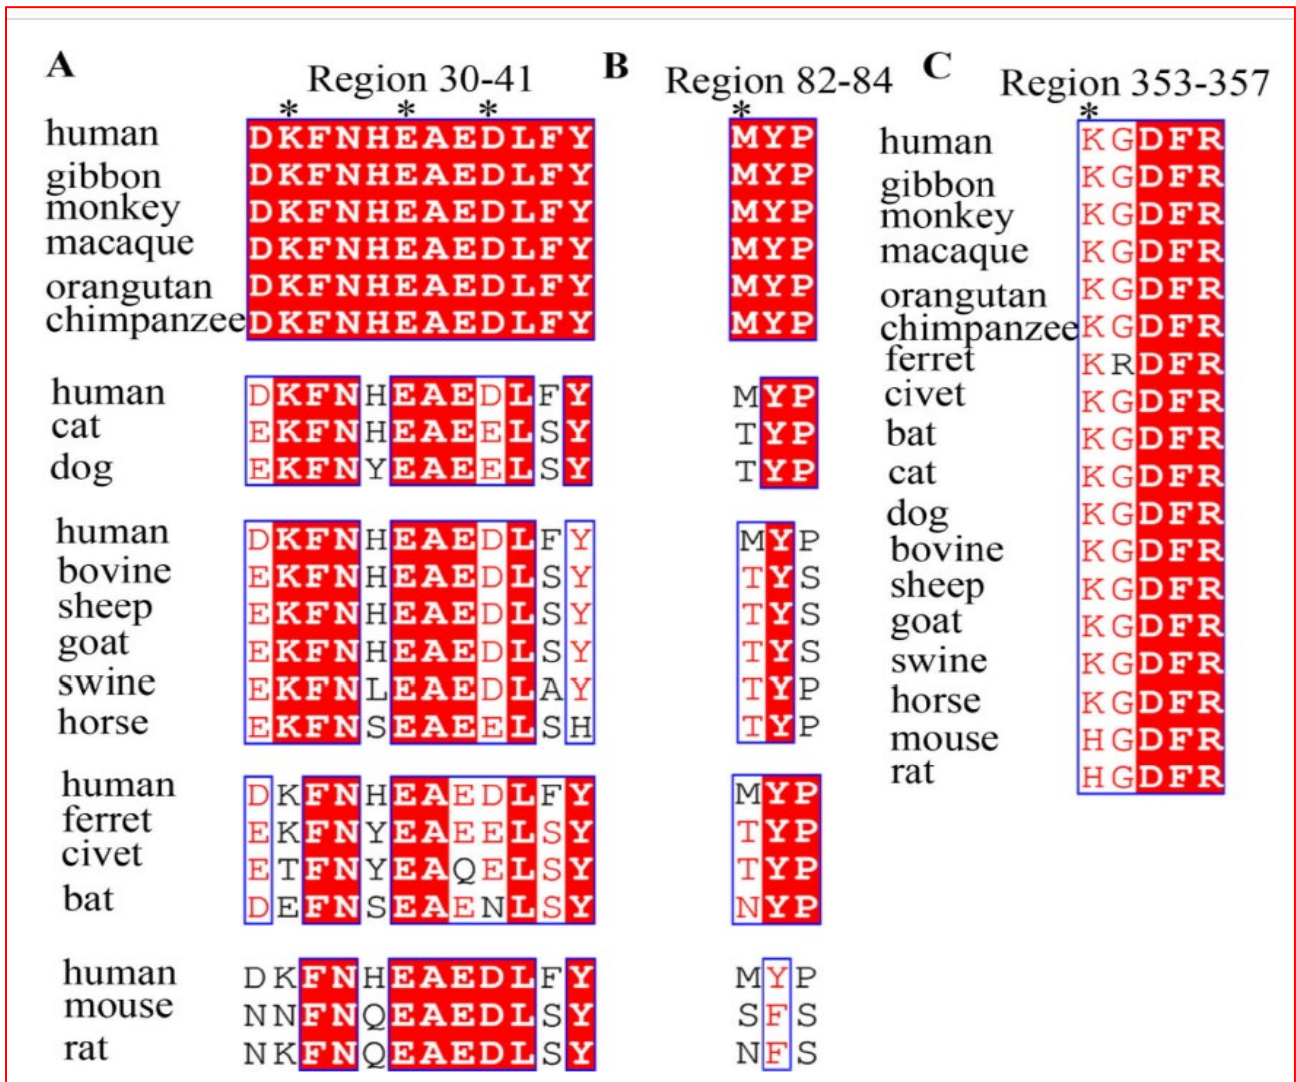 A Region 30-41
* * *
human DKFNHEAEDLFY
gibbon DKFNHEAEDLFY
monkey DKFNHEAEDLFY
macaque DKFNHEAEDLFY
orangutan DKFNHEAEDLFY
chimpanzee DKFNHEAEDLFY
human DKFNHEAEDLFY
cat EKFNHEAEELSY
dog EKFNYEAEELSY
human DKFNHEAEDLFY
bovine EKFNHEAEDLSY
sheep EKFNHEAEDLSY
goat EKFNHEAEDLSY
swine EKFNLEAEDLAY
horse EKFNSEAEELSH
human DKFNHEAEDLFY
ferret EKFNYEAEELSY
civet ETFNYEAQELSY
bat DEFNSEAENLSY
human DKFNHEAEDLFY
mouse NNFNQEAEDLSY
rat NKFNQEAEDLSY
B Region 82-84
*
MYP
MYP
MYP
MYP
MYP
MYP
MYP
TYP
TYP
MYP
TYS
TYS
TYS
TYP
TYP
MYP
TYP
TYP
NYP
MYP
SFS
NFS
C Region 353-357
*
human KGDFR
gibbon KGDFR
monkey KGDFR
macaque KGDFR
orangutan KGDFR
chimpanzee KGDFR
ferret KRDFR
civet KGDFR
bat KGDFR
cat KGDFR
dog KGDFR
bovine KGDFR
sheep KGDFR
goat KGDFR
swine KGDFR
horse KGDFR
mouse HGDFR
rat HGDFR